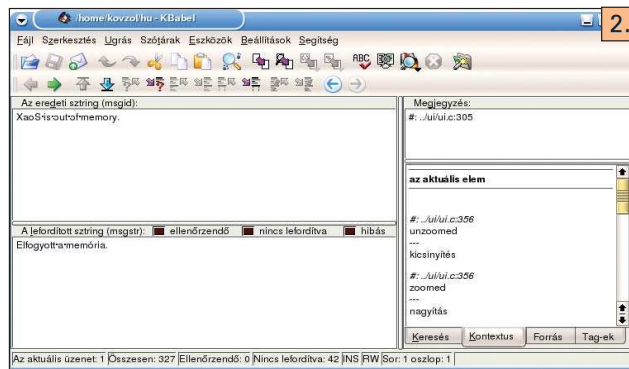 /home/kovzol/hu - KBabel
2.
Fájl Szerkesztés Ugrás Szótárak Eszközök Beállítások Segítség
ABC
Az eredeti sztring (msgid):
XaoS·is·out·of·memory.
Megjegyzés:
#: ../ui/ui.c:305
az aktuális elem
#: ../ui/ui.c:356
unzoomed
---
kicsinyítés
#: ../ui/ui.c:356
zoomed
---
nagyítás
A lefordított sztring (msgstr): ellenőrzendő nincs lefordítva hibás
Elfogyott·a·memória.
Keresés Kontextus Forrás Tag-ek
Az aktuális üzenet: 1 Összesen: 327 Ellenőrzendő: 0 Nincs lefordítva: 42 INS RW Sor: 1 oszlop: 1